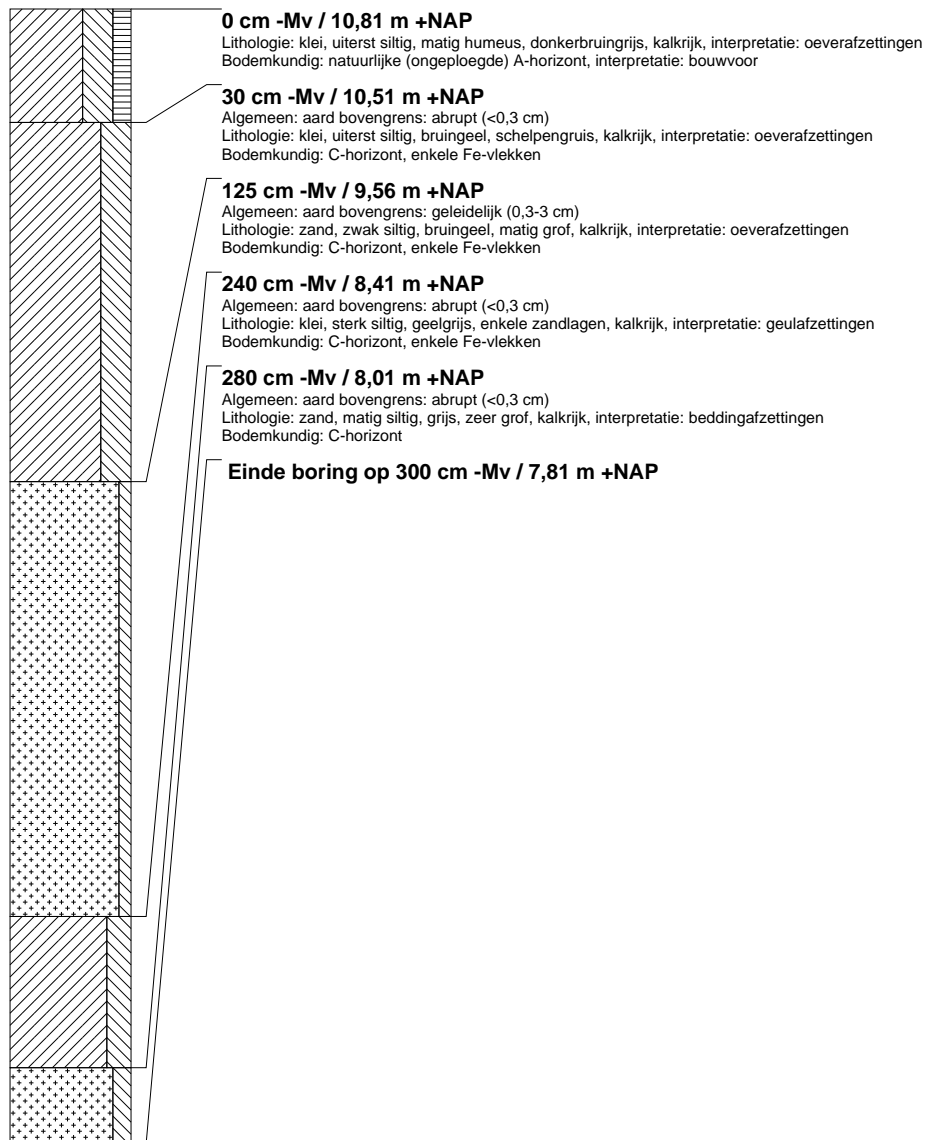 0 cm -Mv / 10,81 m +NAP
Lithologie: klei, uiterst siltig, matig humeus, donkerbruingrijs, kalkrijk, interpretatie: oeverafzettingen
Bodemkundig: natuurlijke (ongeploegde) A-horizont, interpretatie: bouwvoor
30 cm -Mv / 10,51 m +NAP
Algemeen: aard bovengrens: abrupt (<0,3 cm)
Lithologie: klei, uiterst siltig, bruingeel, schelpengruis, kalkrijk, interpretatie: oeverafzettingen
Bodemkundig: C-horizont, enkele Fe-vlekken
125 cm -Mv / 9,56 m +NAP
Algemeen: aard bovengrens: geleidelijk (0,3-3 cm)
Lithologie: zand, zwak siltig, bruingeel, matig grof, kalkrijk, interpretatie: oeverafzettingen
Bodemkundig: C-horizont, enkele Fe-vlekken
240 cm -Mv / 8,41 m +NAP
Algemeen: aard bovengrens: abrupt (<0,3 cm)
Lithologie: klei, sterk siltig, geelgrijs, enkele zandlagen, kalkrijk, interpretatie: geulafzettingen
Bodemkundig: C-horizont, enkele Fe-vlekken
280 cm -Mv / 8,01 m +NAP
Algemeen: aard bovengrens: abrupt (<0,3 cm)
Lithologie: zand, matig siltig, grijs, zeer grof, kalkrijk, interpretatie: beddingafzettingen
Bodemkundig: C-horizont
Einde boring op 300 cm -Mv / 7,81 m +NAP